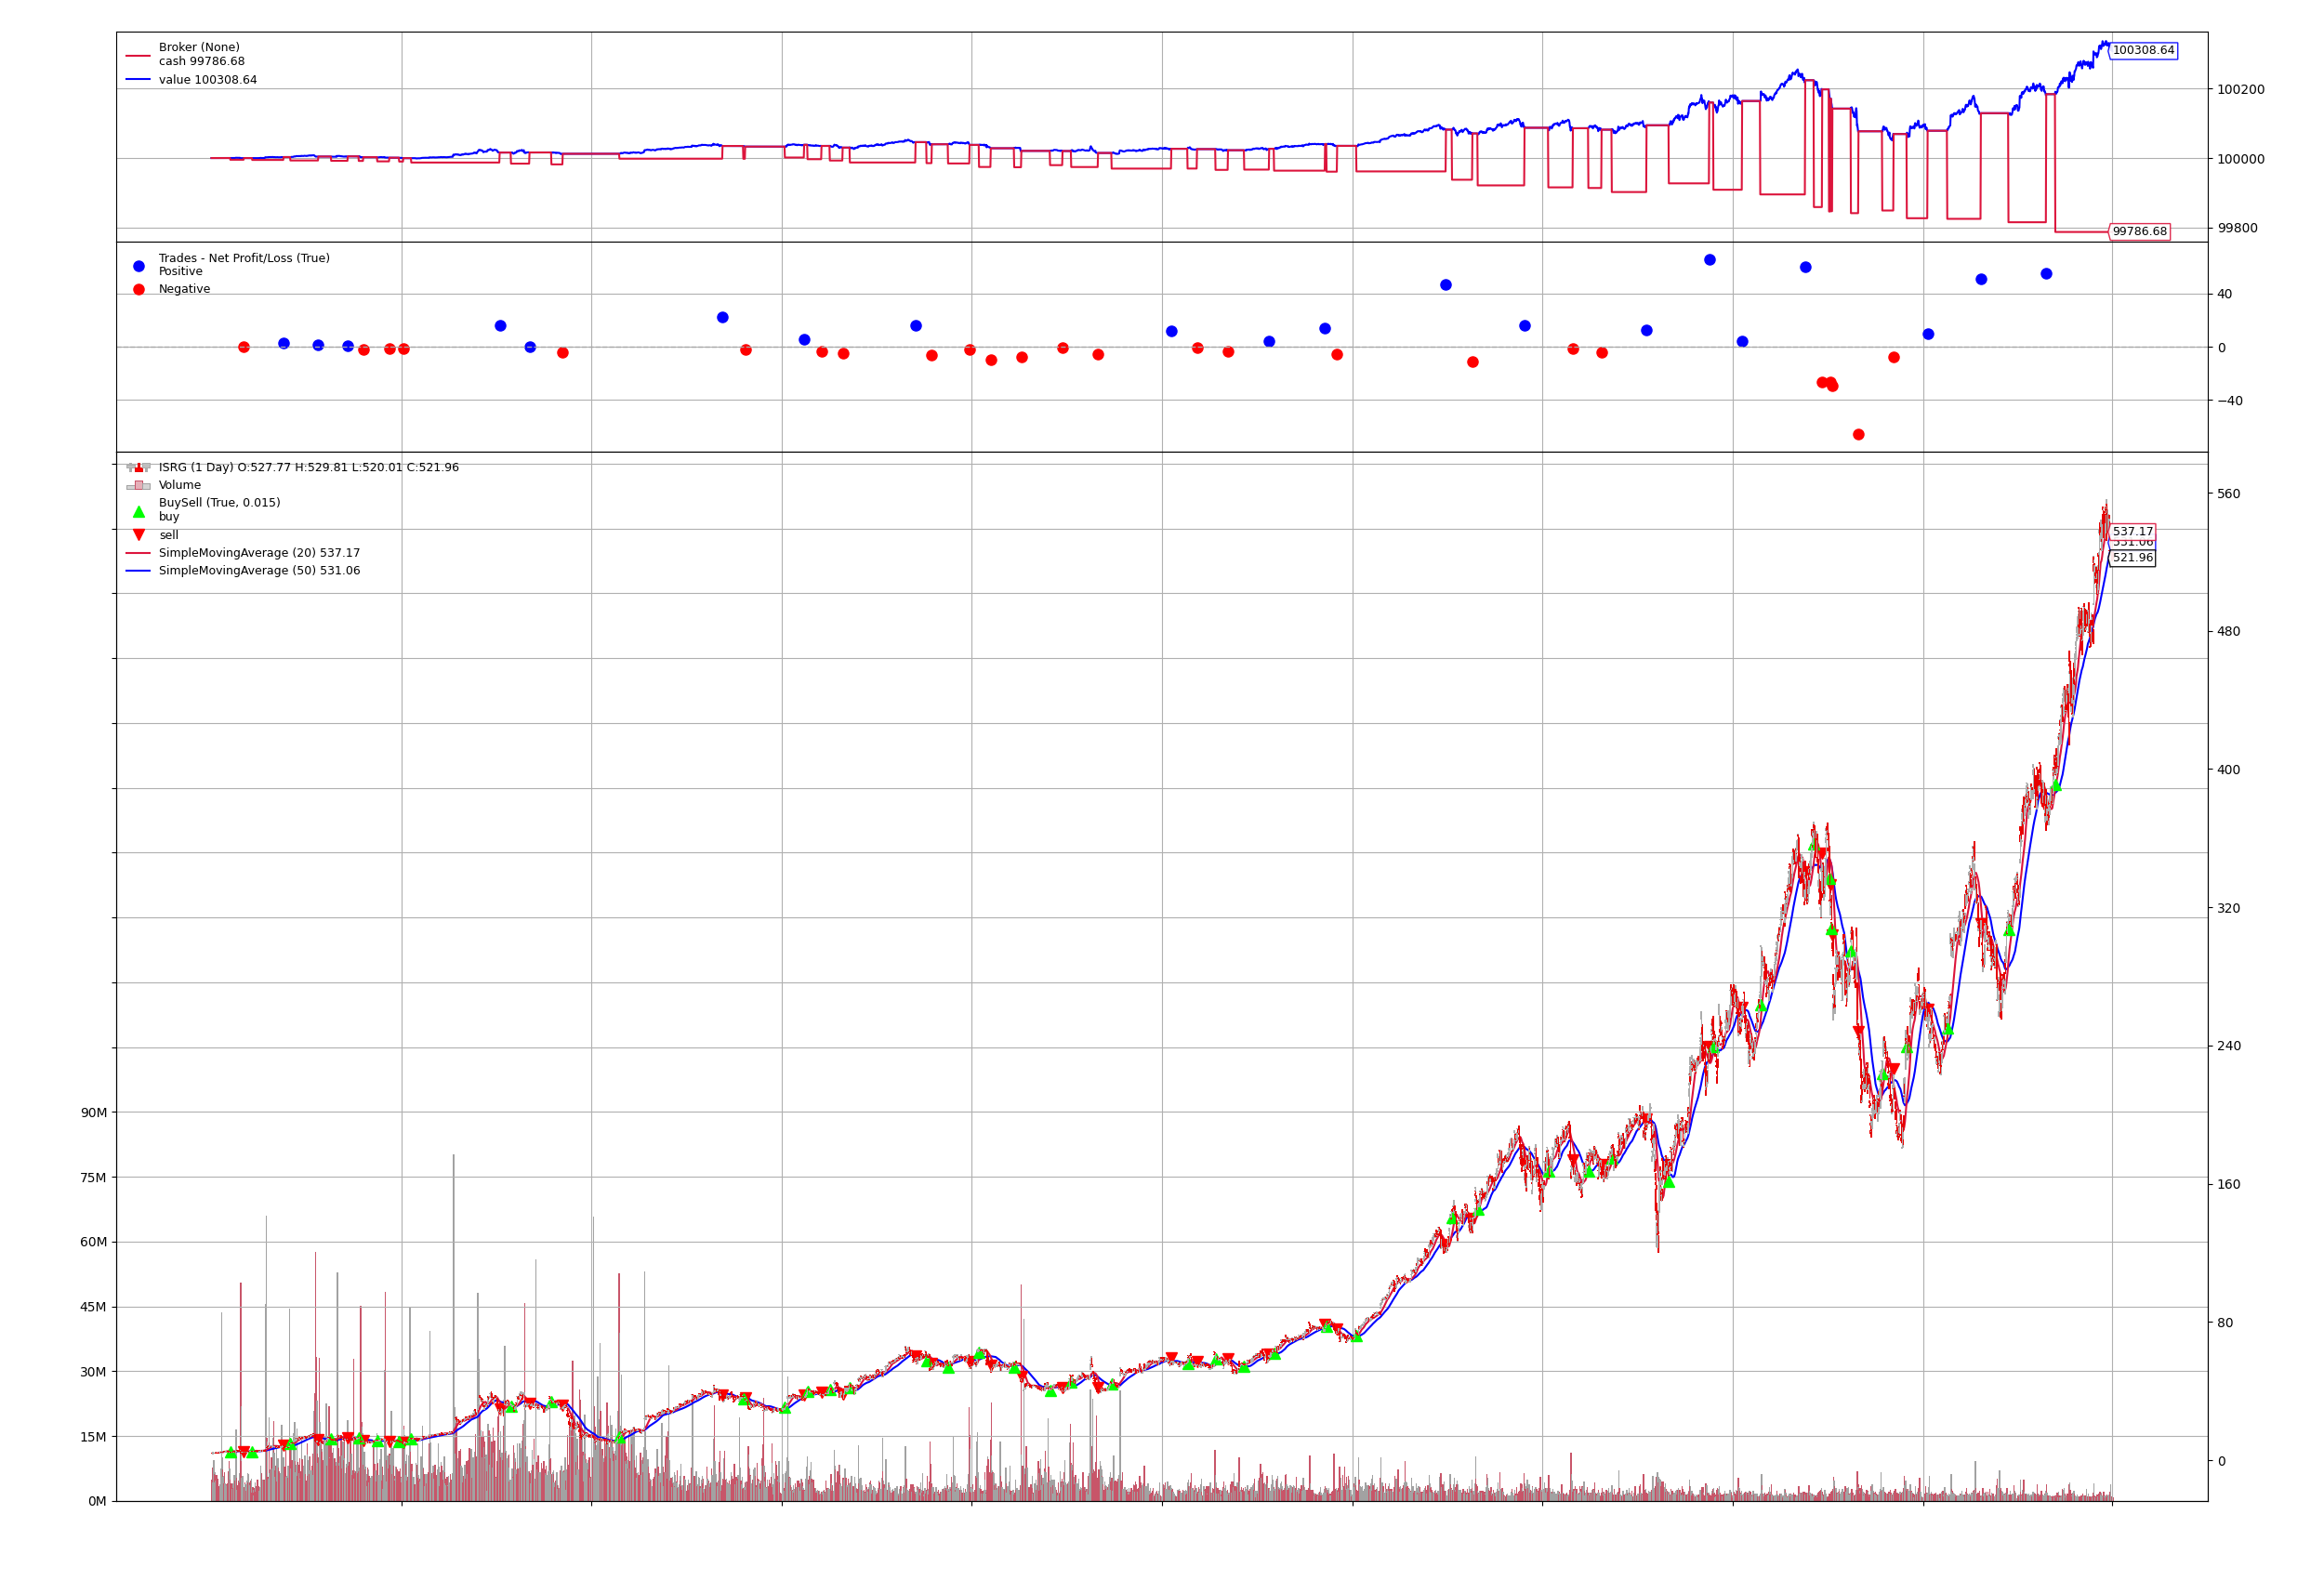 Broker (None)
cash 99786.68
value 100308.64
100308.64
100200
100000
99800
99786.68
Trades - Net Profit/Loss (True)
Positive
Negative
40
0
−40
ISRG (1 Day) O:527.77 H:529.81 L:520.01 C:521.96
Volume
BuySell (True, 0.015)
buy
sell
SimpleMovingAverage (20) 537.17
SimpleMovingAverage (50) 531.06
560
537.17
531.06
521.96
480
400
320
240
160
80
0
90M
75M
60M
45M
30M
15M
0M